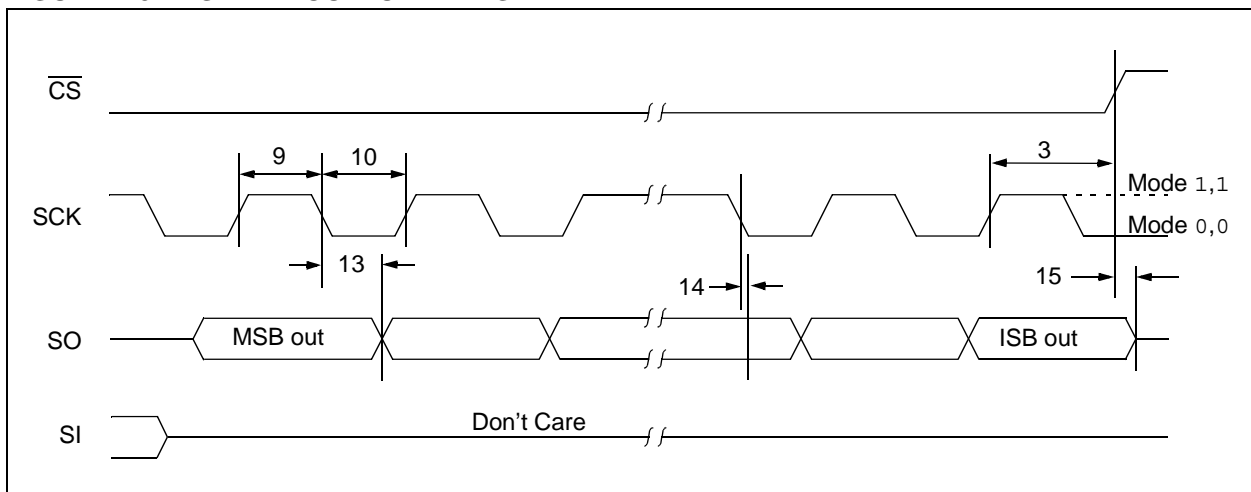 CS
9
10
3
SCK
Mode 1,1
Mode 0,0
13
14
15
SO
MSB out
ISB out
SI
Don't Care